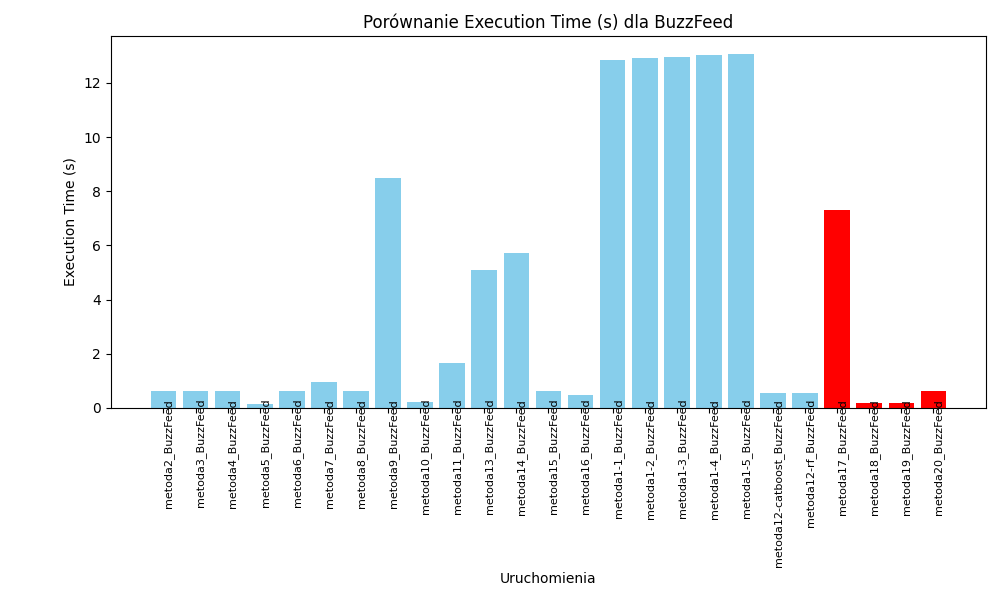 Porównanie Execution Time (s) dla BuzzFeed
Execution Time (s)
12
10
8
6
4
2
0
metoda2_BuzzFeed
metoda3_BuzzFeed
metoda4_BuzzFeed
metoda5_BuzzFeed
metoda6_BuzzFeed
metoda7_BuzzFeed
metoda8_BuzzFeed
metoda9_BuzzFeed
metoda10_BuzzFeed
metoda11_BuzzFeed
metoda13_BuzzFeed
metoda14_BuzzFeed
metoda15_BuzzFeed
metoda16_BuzzFeed
metoda1-1_BuzzFeed
metoda1-2_BuzzFeed
metoda1-3_BuzzFeed
metoda1-4_BuzzFeed
metoda1-5_BuzzFeed
metoda12-catboost_BuzzFeed
metoda12-rf_BuzzFeed
metoda17_BuzzFeed
metoda18_BuzzFeed
metoda19_BuzzFeed
metoda20_BuzzFeed
Uruchomienia